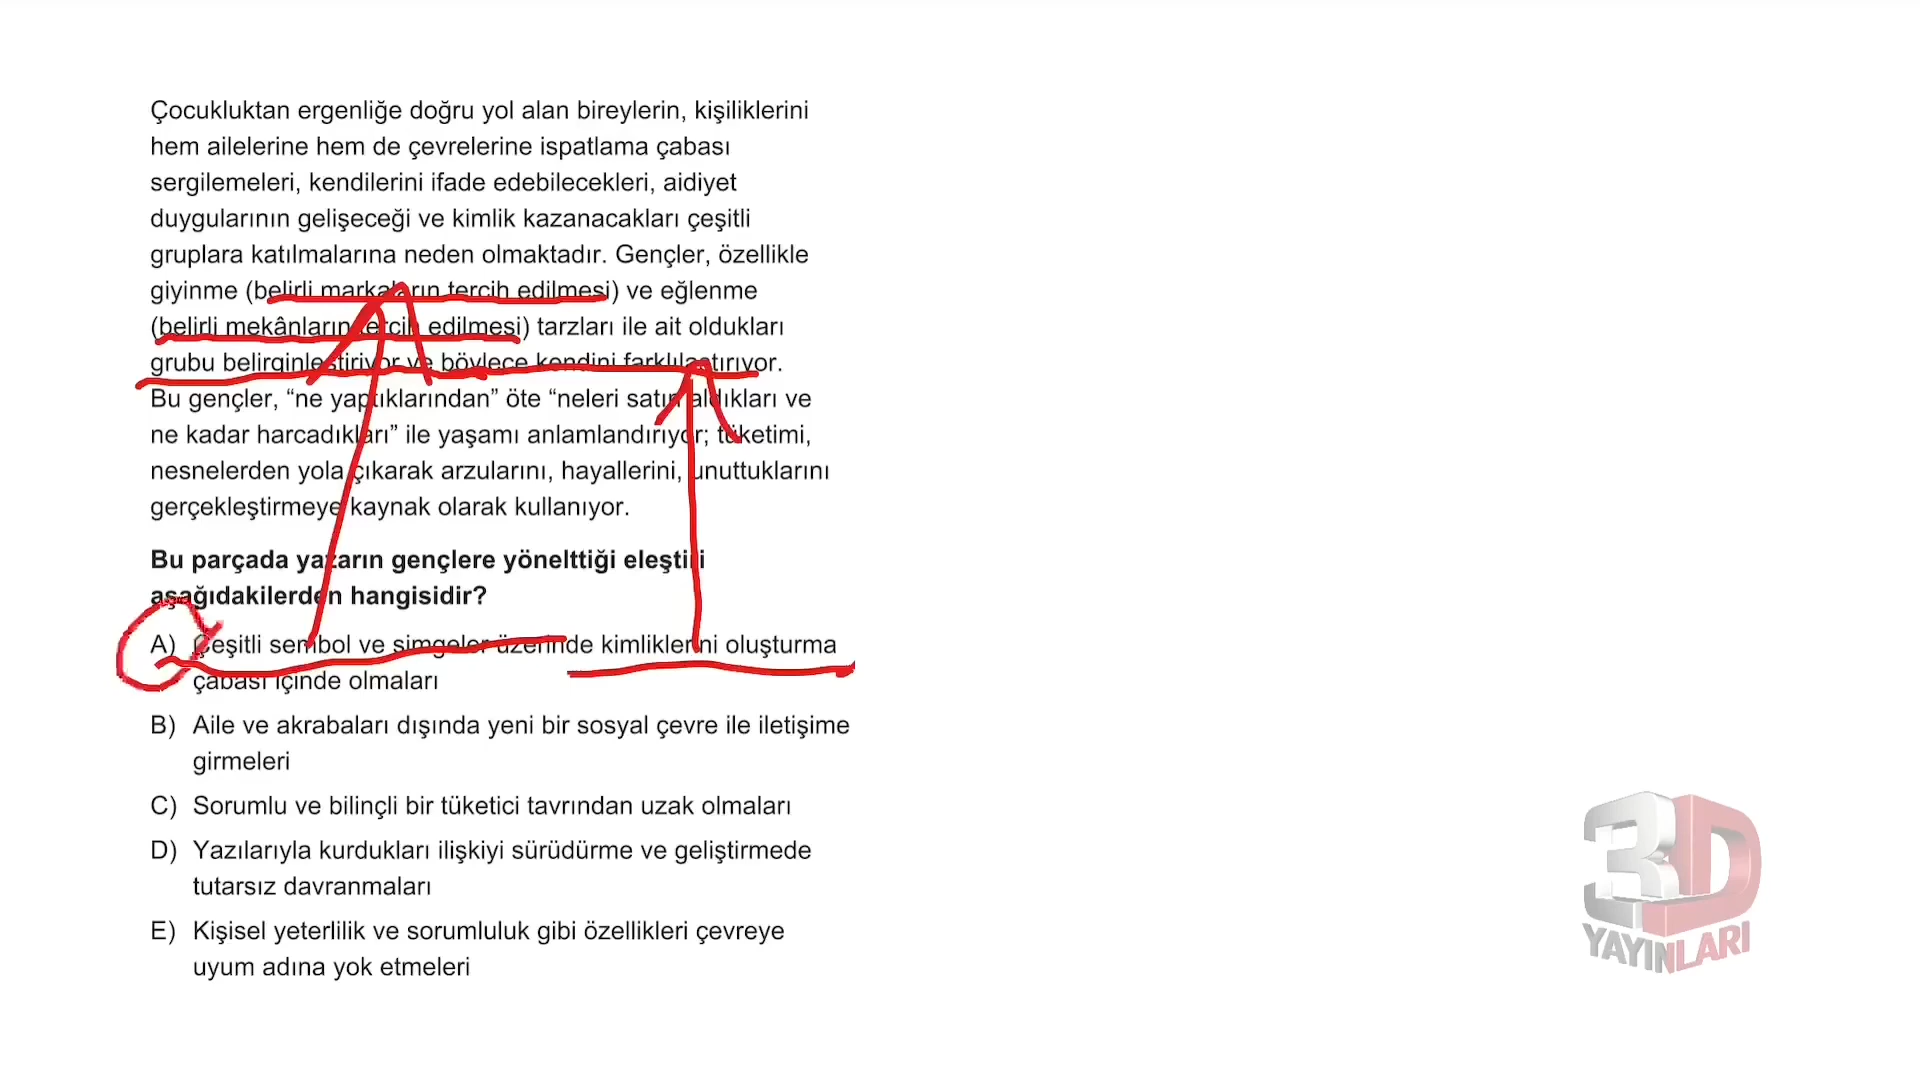 Çocukluktan ergenliğe doğru yol alan bireylerin, kişiliklerini
hem ailelerine hem de çevrelerine ispatlama çabası
sergilemeleri, kendilerini ifade edebilecekleri, aidiyet
duygularının gelişeceği ve kimlik kazanacakları çeşitli
gruplara katılmalarına neden olmaktadır. Gençler, özellikle
giyinme (belirli markaların tercih edilmesi) ve eğlenme
(belirli mekânların tercih edilmesi) tarzları ile ait oldukları
grubu belirginleştiriyor ve böylece kendini farklılaştırıyor.
Bu gençler, “ne yaptıklarından” öte “neleri satın aldıkları ve
ne kadar harcadıkları” ile yaşamı anlamlandırıyor; tüketimi,
nesnelerden yola çıkarak arzularını, hayallerini, unuttuklarını
gerçekleştirmeye kaynak olarak kullanıyor.
Bu parçada yazarın gençlere yönelttiği eleştiri
aşağıdakilerden hangisidir?
A) Çeşitli sembol ve simgeler üzerinde kimliklerini oluşturma
çabası içinde olmaları
B) Aile ve akrabaları dışında yeni bir sosyal çevre ile iletişime
girmeleri
C) Sorumlu ve bilinçli bir tüketici tavrından uzak olmaları
D) Yazılarıyla kurdukları ilişkiyi sürüdürme ve geliştirmede
tutarsız davranmaları
E) Kişisel yeterlilik ve sorumluluk gibi özellikleri çevreye
uyum adına yok etmeleri
3D
YAYINLARI